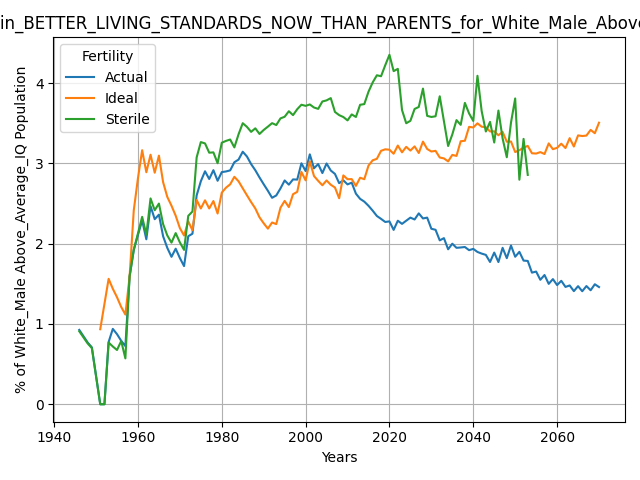 in_BETTER_LIVING_STANDARDS_NOW_THAN_PARENTS_for_White_Male_Above
Fertility
Actual
Ideal
Sterile
% of White_Male Above_Average_IQ Population
4
3
2
1
0
1940
1960
1980
2000
2020
2040
2060
Years